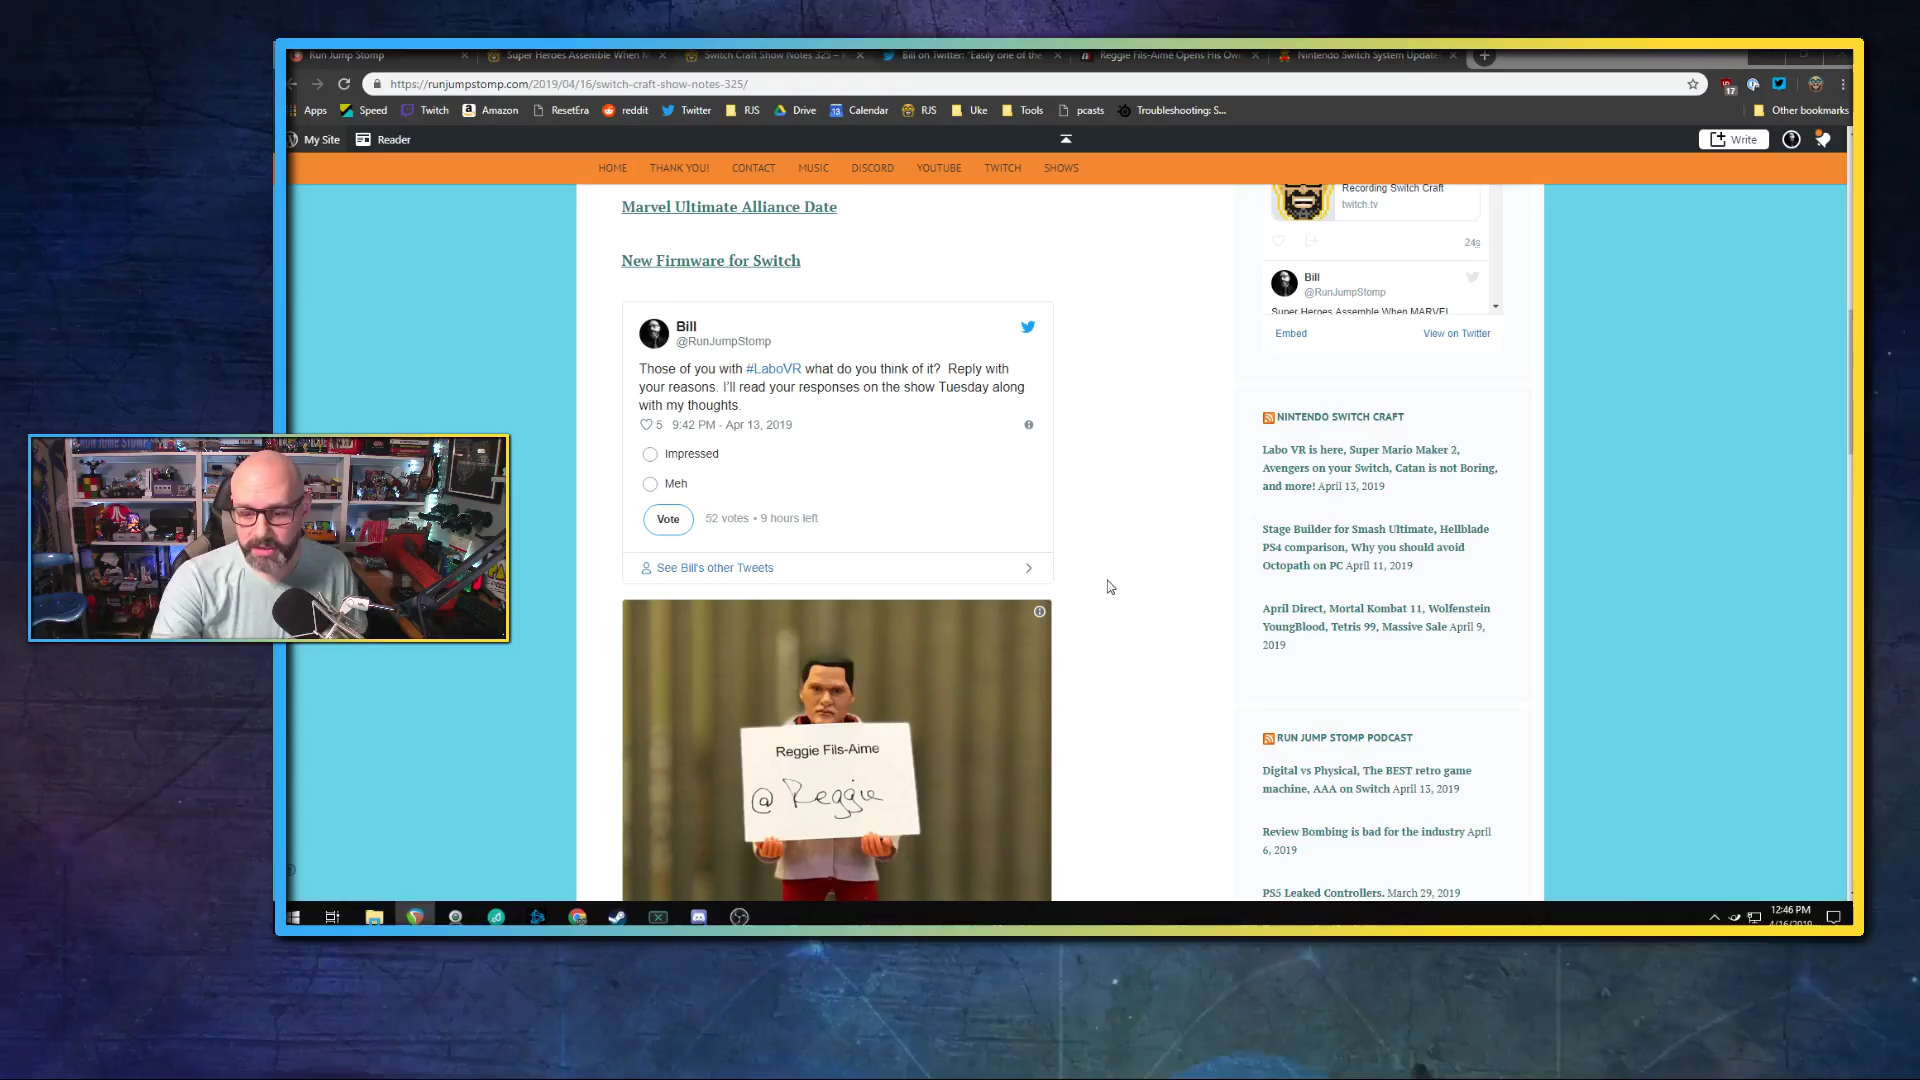 Run Jump Stomp
Super Heroes Assemble When M
Switch Craft Show Notes 325 –
Bill on Twitter: "Easily one of the
Reggie Fils-Aimé Opens His Own
Nintendo Switch System Update
https://runjumpstomp.com/2019/04/16/switch-craft-show-notes-325/
17
Apps Speed Twitch Amazon ResetEra reddit Twitter RJS Drive 13 Calendar RJS Uke Tools pcasts Troubleshooting: S... Other bookmarks
My Site Reader Write
HOME THANK YOU! CONTACT MUSIC DISCORD YOUTUBE TWITCH SHOWS
Marvel Ultimate Alliance Date
New Firmware for Switch
Bill
@RunJumpStomp
Those of you with #LaboVR what do you think of it? Reply with
your reasons. I'll read your responses on the show Tuesday along
with my thoughts.
5 9:42 PM - Apr 13, 2019
Impressed
Meh
Vote 52 votes • 9 hours left
See Bill's other Tweets
Reggie Fils-Aime
@Reggie
Recording Switch Craft
twitch.tv
24s
Bill
@RunJumpStomp
Super Heroes Assemble When MARVEL
Embed View on Twitter
NINTENDO SWITCH CRAFT
Labo VR is here, Super Mario Maker 2,
Avengers on your Switch, Catan is not Boring,
and more! April 13, 2019
Stage Builder for Smash Ultimate, Hellblade
PS4 comparison, Why you should avoid
Octopath on PC April 11, 2019
April Direct, Mortal Kombat 11, Wolfenstein
YoungBlood, Tetris 99, Massive Sale April 9,
2019
RUN JUMP STOMP PODCAST
Digital vs Physical, The BEST retro game
machine, AAA on Switch April 13, 2019
Review Bombing is bad for the industry April
6, 2019
PS5 Leaked Controllers. March 29, 2019
12:46 PM
4/16/2019
RUN JUMP STOMP